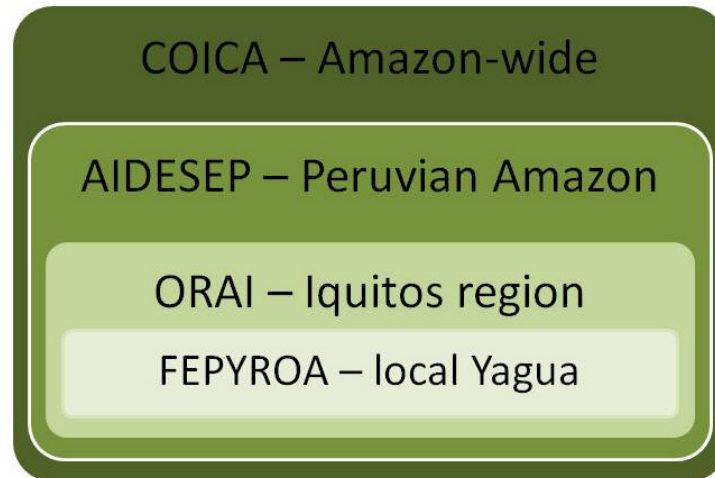 COICA – Amazon-wide
AIDESEP – Peruvian Amazon
ORAI – Iquitos region
FEPYROA – local Yagua